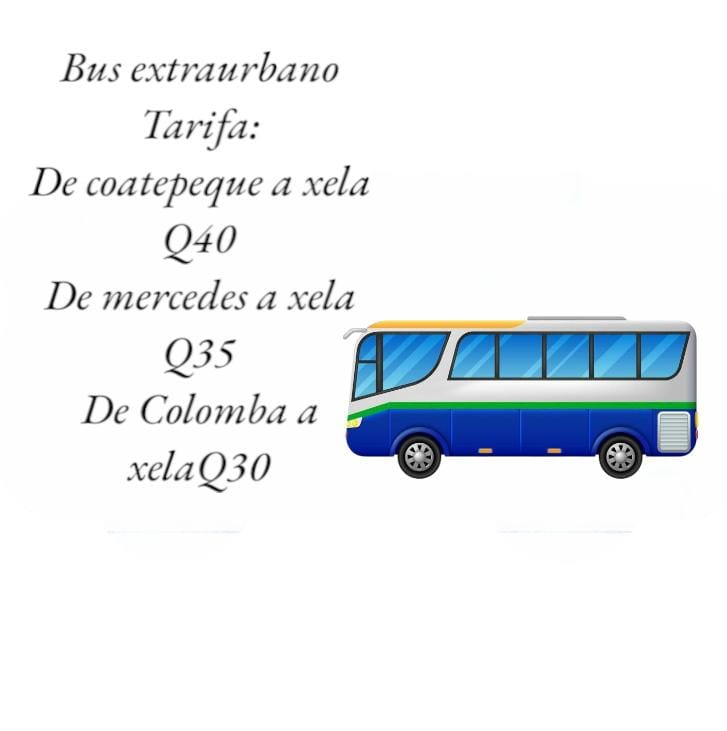 Bus extraurbano
Tarifa:
De coatepeque a xela
Q40
De mercedes a xela
Q35
De Colomba a
xelaQ30